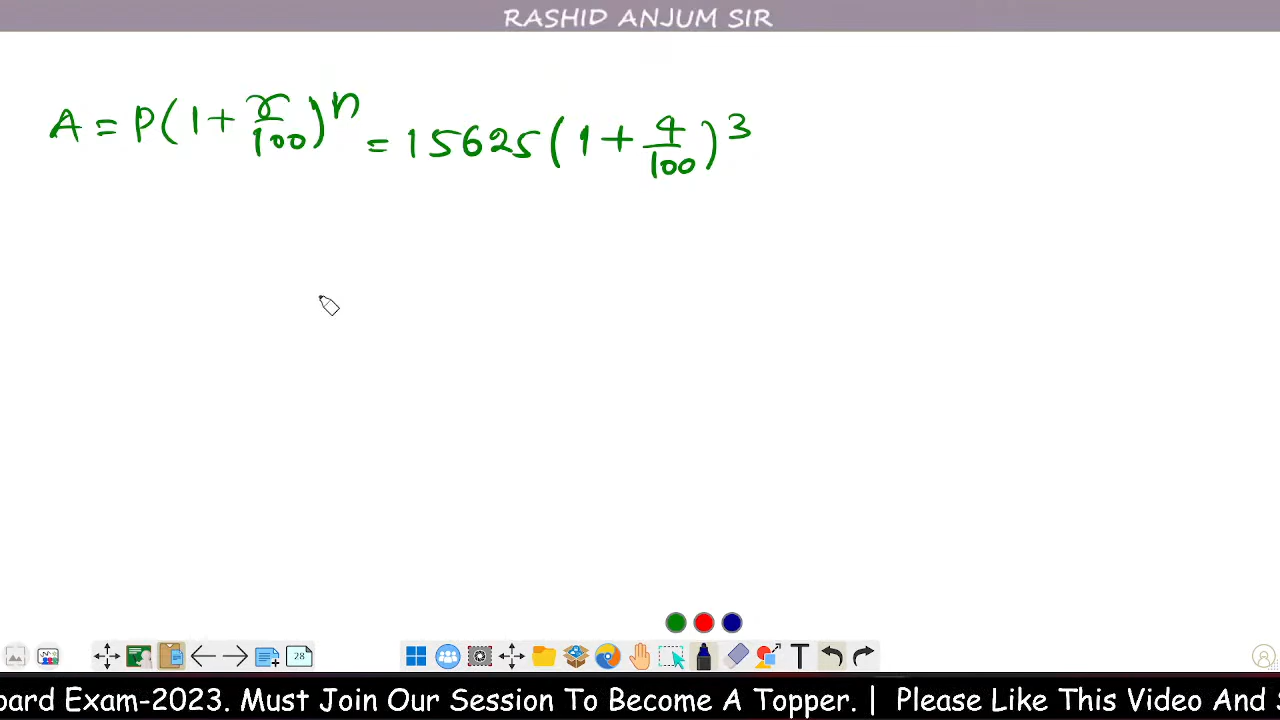 RASHID ANJUM SIR
A = P(1 + r/100)^n = 15625(1 + 4/100)^3
28
oard Exam-2023. Must Join Our Session To Become A Topper. | Please Like This Video And S